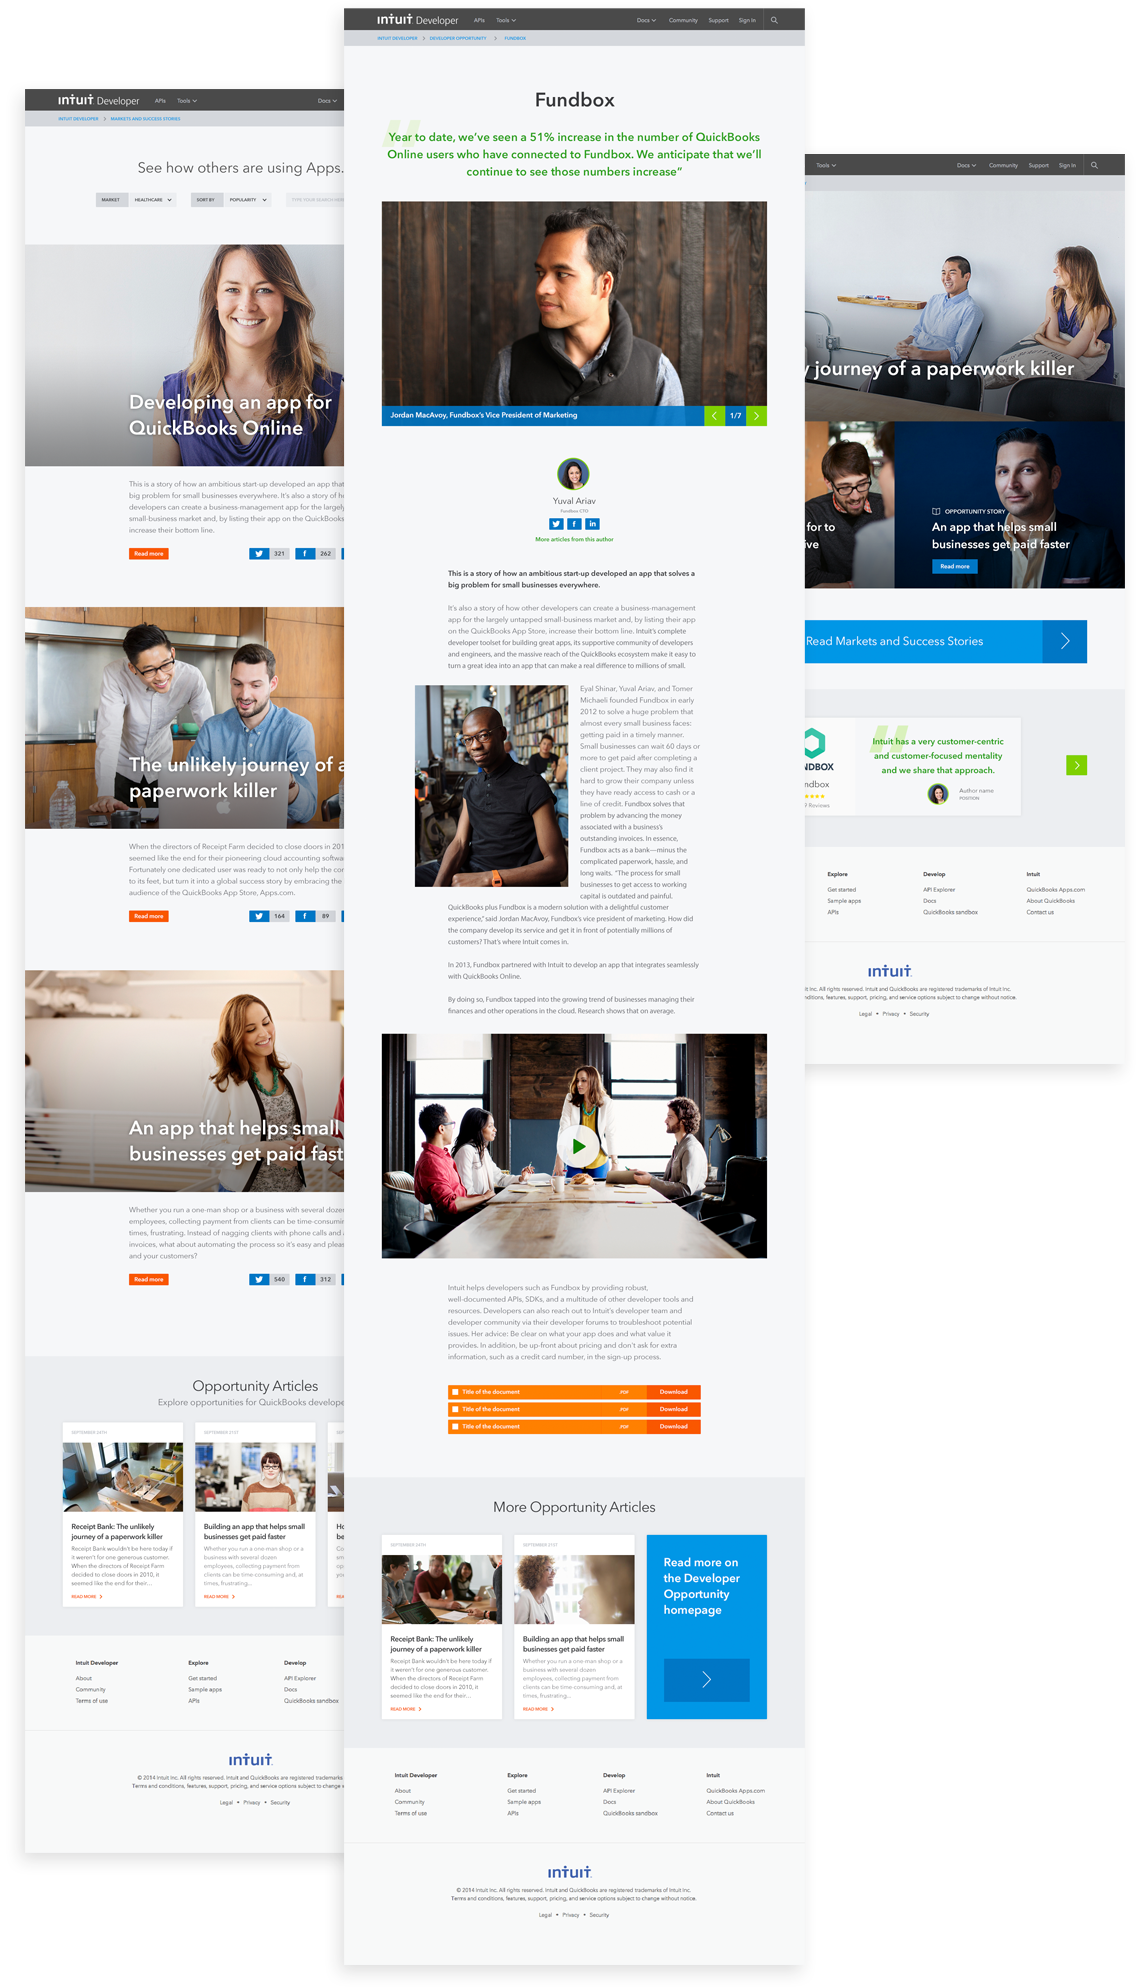 intuit Developer
APIs
Tools
Docs
INTUIT DEVELOPER > MARKETS AND SUCCESS STORIES
See how others are using Apps.
MARKET
HEALTHCARE
SORT BY
POPULARITY
TYPE YOUR SEARCH HERE
Developing an app for
QuickBooks Online
This is a story of how an ambitious start-up developed an app that
big problem for small businesses everywhere. It's also a story of
developers can create a business-management app for the largely
small-business market and, by listing their app on the QuickBooks
increase their bottom line.
Read more
321
262
The unlikely journey of a
paperwork killer
When the directors of Receipt Farm decided to close doors in 201
seemed like the end for their pioneering cloud accounting
Fortunately one dedicated user was ready to not only help the
to its feet, but turn it into a global success story by embracing the
audience of the QuickBooks App Store, Apps.com.
Read more
164
89
An app that helps small
businesses get paid fast
Whether you run a one-man shop or a business with several dozen
employees, collecting payment from clients can be
times, frustrating. Instead of nagging clients with phone calls and
invoices, what about automating the process so it's easy and
and your customers?
Read more
540
312
Opportunity Articles
Explore opportunities for QuickBooks
SEPTEMBER 24TH
Receipt Bank: The unlikely
journey of a paperwork killer
Receipt Bank wouldn't be here today if
it weren't for one generous customer.
When the directors of Receipt Farm
decided to close doors in 2010, it
seemed like the end for their...
READ MORE >
SEPTEMBER 21ST
Building an app that helps small
businesses get paid faster
Whether you run a one-man shop or a
business with several dozen
employees, collecting payment from
clients can be time-consuming and, at
times, frustrating...
READ MORE >
Intuit Developer
About
Community
Terms of use
Explore
Get started
Sample apps
APIs
Develop
API Explorer
Docs
QuickBooks sandbox
intuit
© 2014 Intuit Inc. All rights reserved. Intuit and QuickBooks are registered trademarks
Terms and conditions, features, support, pricing, and service options subject to change
Legal • Privacy • Security
intuit Developer
APIs
Tools
Docs
Community
Support
Sign In
INTUIT DEVELOPER > DEVELOPER OPPORTUNITY > FUNDBOX
Fundbox
"Year to date, we've seen a 51% increase in the number of QuickBooks
Online users who have connected to Fundbox. We anticipate that we'll
continue to see those numbers increase"
Jordan MacAvoy, Fundbox's Vice President of Marketing
1/7
Yuval Ariav
Fundbox CTO
More articles from this author
This is a story of how an ambitious start-up developed an app that solves a
big problem for small businesses everywhere.
It's also a story of how other developers can create a business-management
app for the largely untapped small-business market and, by listing their app
on the QuickBooks App Store, increase their bottom line. Intuit's complete
developer toolset for building great apps, its supportive community of developers
and engineers, and the massive reach of the QuickBooks ecosystem make it easy to
turn a great idea into an app that can make a real difference to millions of small.
Eyal Shinar, Yuval Ariav, and Tomer
Michaeli founded Fundbox in early
2012 to solve a huge problem that
almost every small business faces:
getting paid in a timely manner.
Small businesses can wait 60 days or
more to get paid after completing a
client project. They may also find it
hard to grow their company unless
they have ready access to cash or a
line of credit. Fundbox solves that
problem by advancing the money
associated with a business's
outstanding invoices. In essence,
Fundbox acts as a bank—minus the
complicated paperwork, hassle, and
long waits. "The process for small
businesses to get access to working
capital is outdated and painful.
QuickBooks plus Fundbox is a modern solution with a delightful customer
experience," said Jordan MacAvoy, Fundbox's vice president of marketing. How did
the company develop its service and get it in front of potentially millions of
customers? That's where Intuit comes in.
In 2013, Fundbox partnered with Intuit to develop an app that integrates seamlessly
with QuickBooks Online.
By doing so, Fundbox tapped into the growing trend of businesses managing their
finances and other operations in the cloud. Research shows that on average.
Intuit helps developers such as Fundbox by providing robust,
well-documented APIs, SDKs, and a multitude of other developer tools and
resources. Developers can also reach out to Intuit's developer team and
developer community via their developer forums to troubleshoot potential
issues. Her advice: Be clear on what your app does and what value it
provides. In addition, be up-front about pricing and don't ask for extra
information, such as a credit card number, in the sign-up process.
Title of the document
.PDF
Download
Title of the document
.PDF
Download
Title of the document
.PDF
Download
More Opportunity Articles
SEPTEMBER 24TH
Receipt Bank: The unlikely
journey of a paperwork killer
Receipt Bank wouldn't be here today if
it weren't for one generous customer.
When the directors of Receipt Farm
decided to close doors in 2010, it
seemed like the end for their...
READ MORE >
SEPTEMBER 21ST
Building an app that helps small
businesses get paid faster
Whether you run a one-man shop or a
business with several dozen
employees, collecting payment from
clients can be time-consuming and, at
times, frustrating...
READ MORE >
Read more on
the Developer
Opportunity
homepage
Intuit Developer
About
Community
Terms of use
Explore
Get started
Sample apps
APIs
Develop
API Explorer
Docs
QuickBooks sandbox
Intuit
QuickBooks Apps.com
About QuickBooks
Contact us
intuit
© 2014 Intuit Inc. All rights reserved. Intuit and QuickBooks are registered trademarks of Intuit Inc.
Terms and conditions, features, support, pricing, and service options subject to change without notice.
Legal • Privacy • Security
Tools
Docs
Community
Support
Sign In
y journey of a paperwork killer
for to
ive
OPPORTUNITY STORY
An app that helps small
businesses get paid faster
Read more
Read Markets and Success Stories
NDBOX
ndbox
Reviews
"Intuit has a very customer-centric
and customer-focused mentality
and we share that approach.
Author name
POSITION
Explore
Get started
Sample apps
APIs
Develop
API Explorer
Docs
QuickBooks sandbox
Intuit
QuickBooks Apps.com
About QuickBooks
Contact us
intuit
it Inc. All rights reserved. Intuit and QuickBooks are registered trademarks of Intuit Inc.
nditions, features, support, pricing, and service options subject to change without notice.
Legal • Privacy • Security